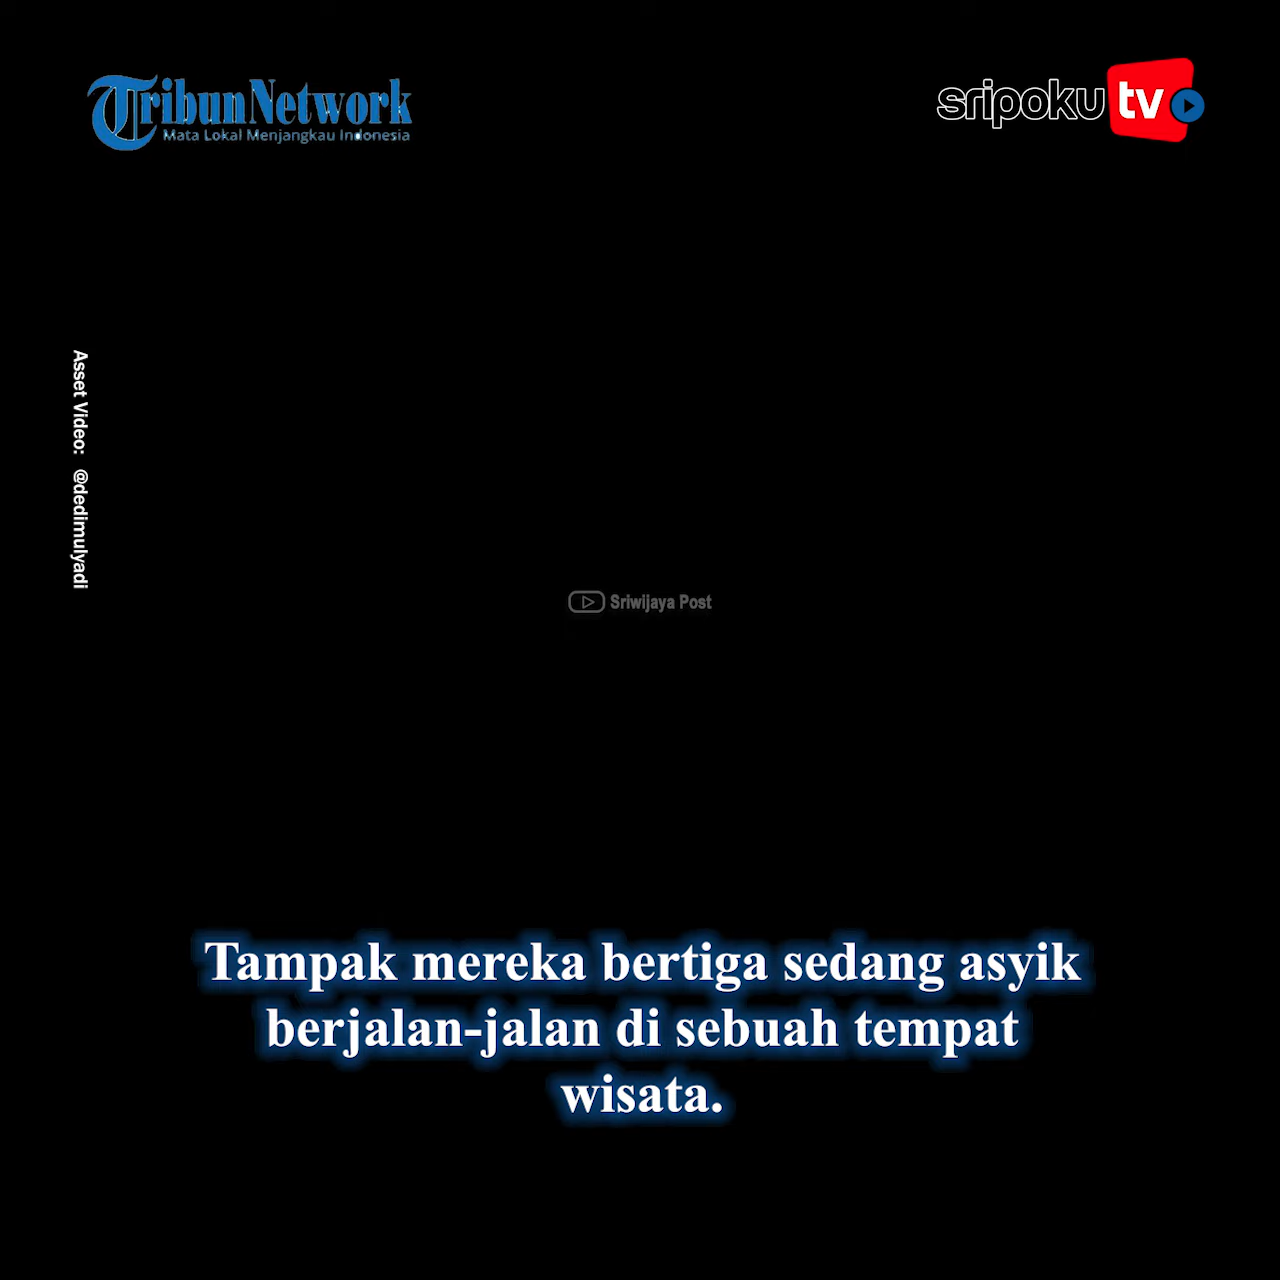 TribunNetwork
Mata Lokal Menjangkau Indonesia
sripoku tv
Asset Video: @dedimulyadi
Sriwijaya Post
Tampak mereka bertiga sedang asyik
berjalan-jalan di sebuah tempat
wisata.